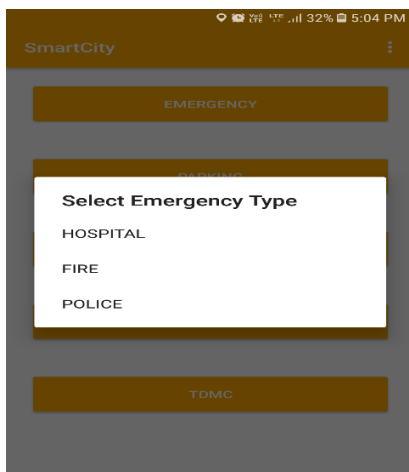 32% 5:04 PM
SmartCity
EMERGENCY
PARKING
Select Emergency Type
HOSPITAL
FIRE
POLICE
TDMC